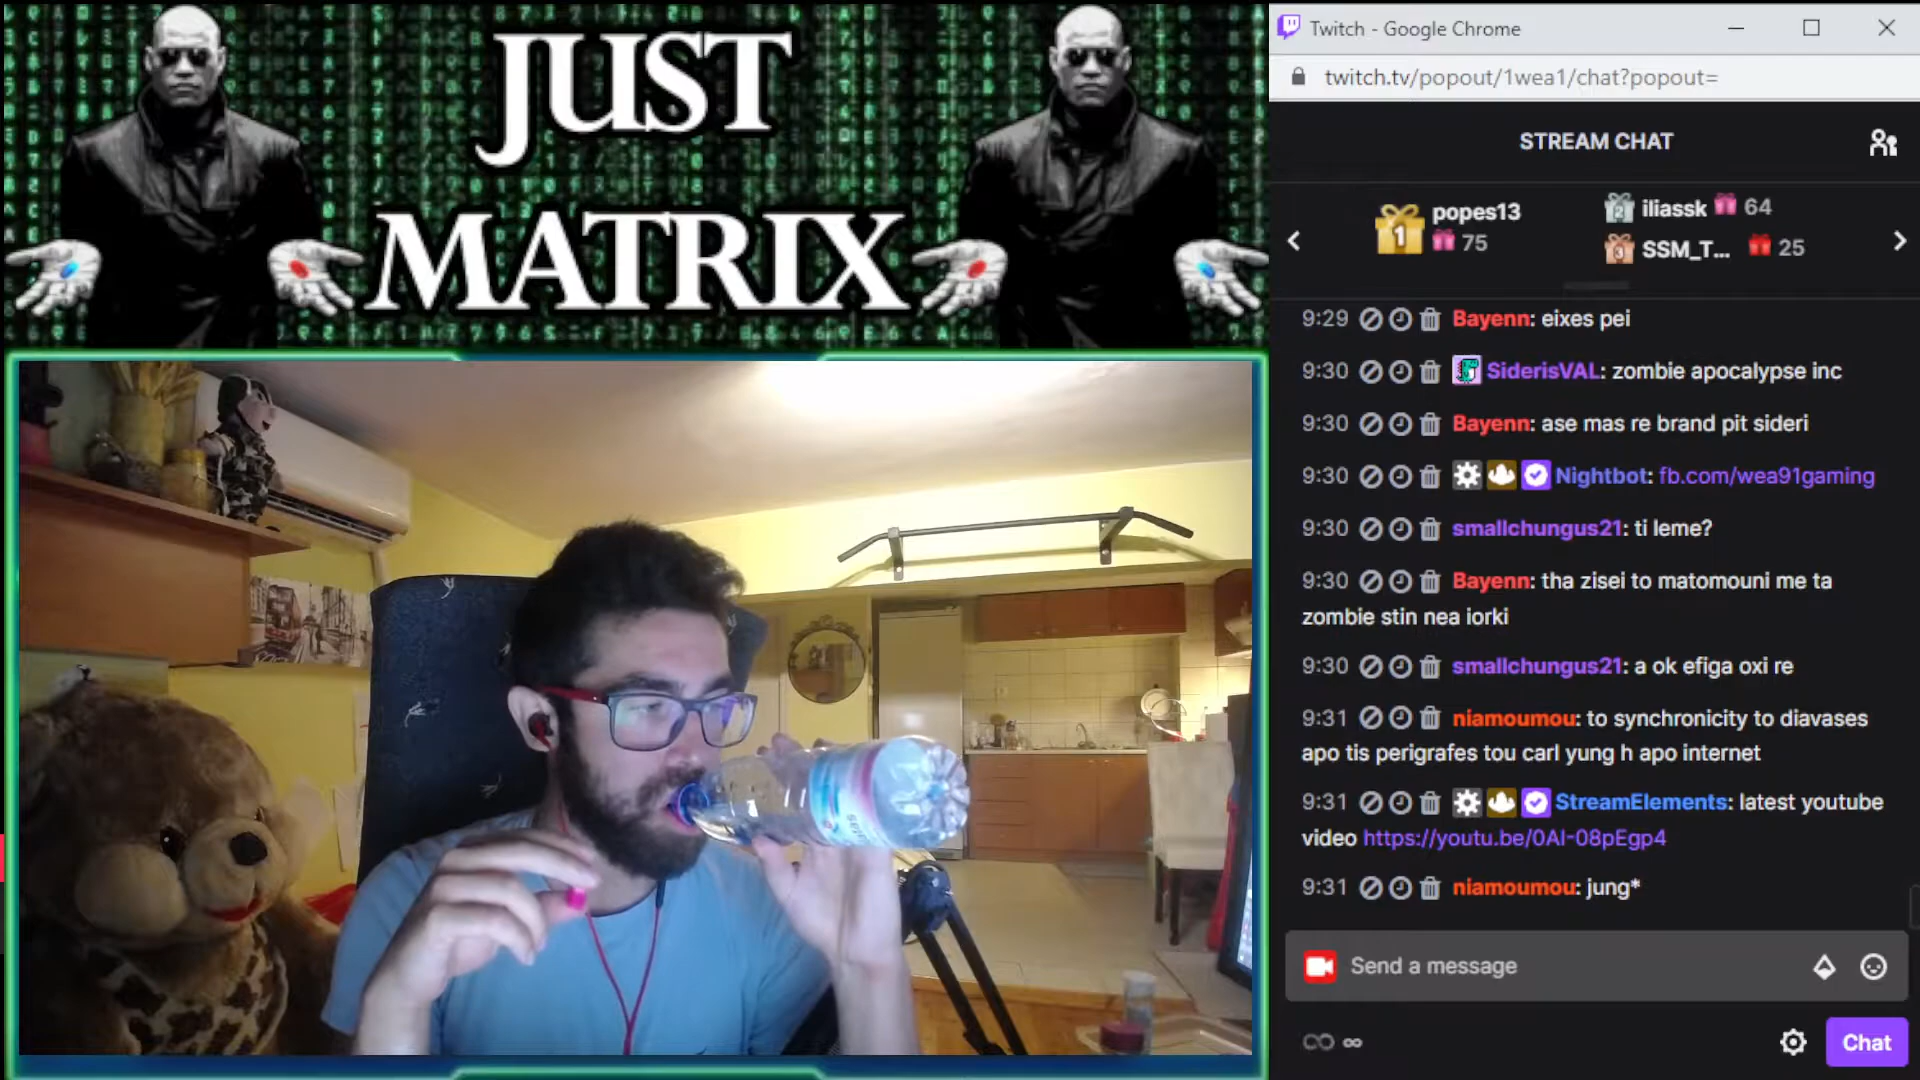 JUST
MATRIX
Twitch - Google Chrome
twitch.tv/popout/1wea1/chat?popout=
STREAM CHAT
1
popes13
75
2
iliassk 64
3
SSM_T... 25
9:29 Bayenn: eixes pei
9:30 SiderisVAL: zombie apocalypse inc
9:30 Bayenn: ase mas re brand pit sideri
9:30 Nightbot: fb.com/wea91gaming
9:30 smallchungus21: ti leme?
9:30 Bayenn: tha zisei to matomouni me ta
zombie stin nea iorki
9:30 smallchungus21: a ok efiga oxi re
9:31 niamoumou: to synchronicity to diavases
apo tis perigrafes tou carl yung h apo internet
9:31 StreamElements: latest youtube
video https://youtu.be/0AI-08pEgp4
9:31 niamoumou: jung*
Send a message
Chat